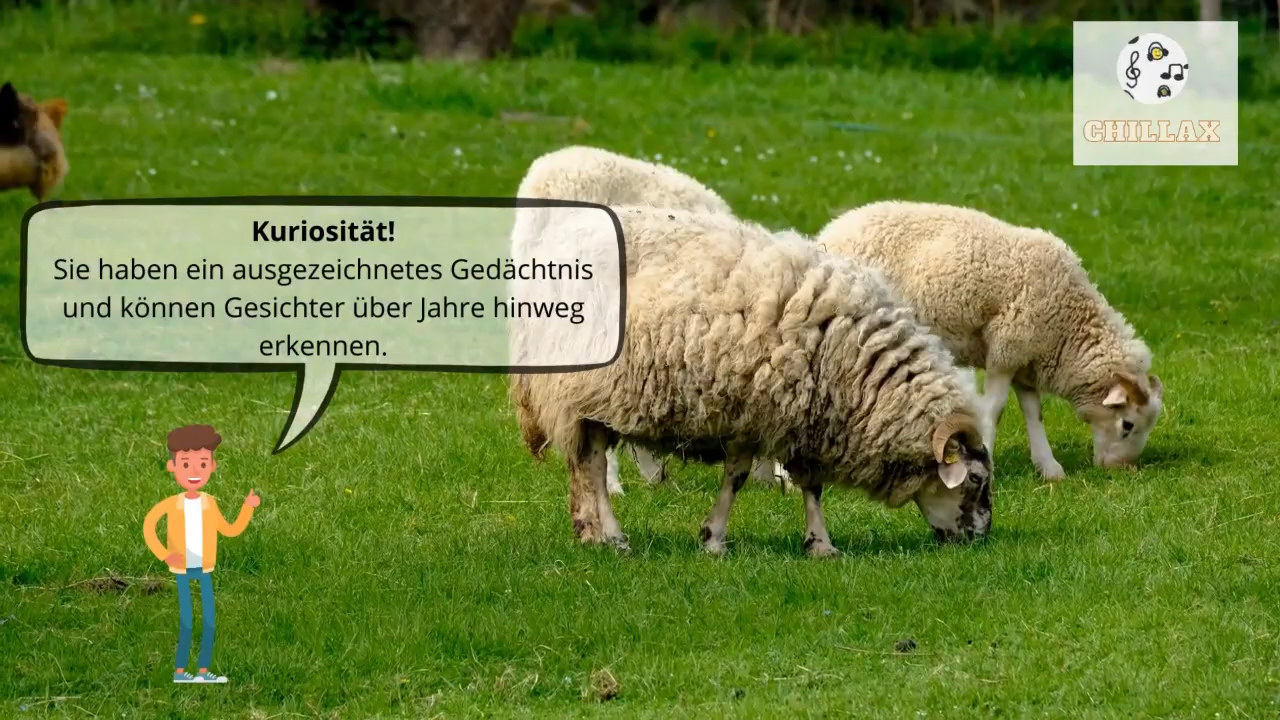 CHILLAX
Kuriosität!
Sie haben ein ausgezeichnetes Gedächtnis
und können Gesichter über Jahre hinweg
erkennen.